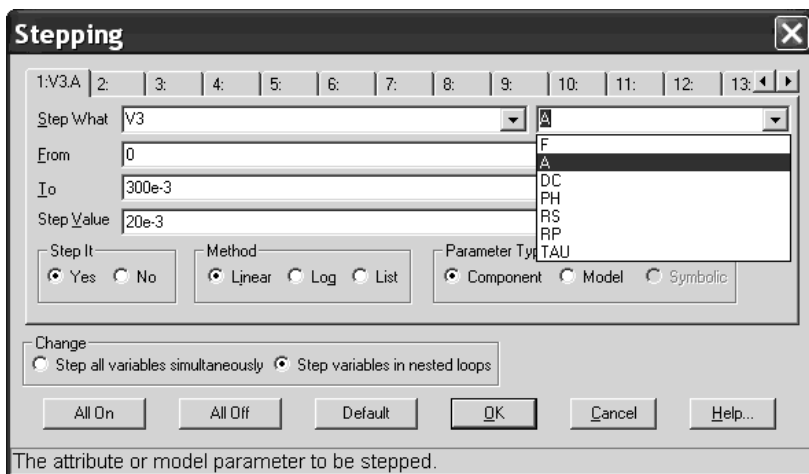 Stepping
1:V3.A 2: 3: 4: 5: 6: 7: 8: 9: 10: 11: 12: 13:
Step What V3 A
From 0
To 300e-3
Step Value 20e-3
F
A
DC
PH
RS
RP
TAU
Step It
Yes No
Method
Linear Log List
Parameter Typ
Component Model Symbolic
Change
Step all variables simultaneously Step variables in nested loops
All On All Off Default OK Cancel Help...
The attribute or model parameter to be stepped.